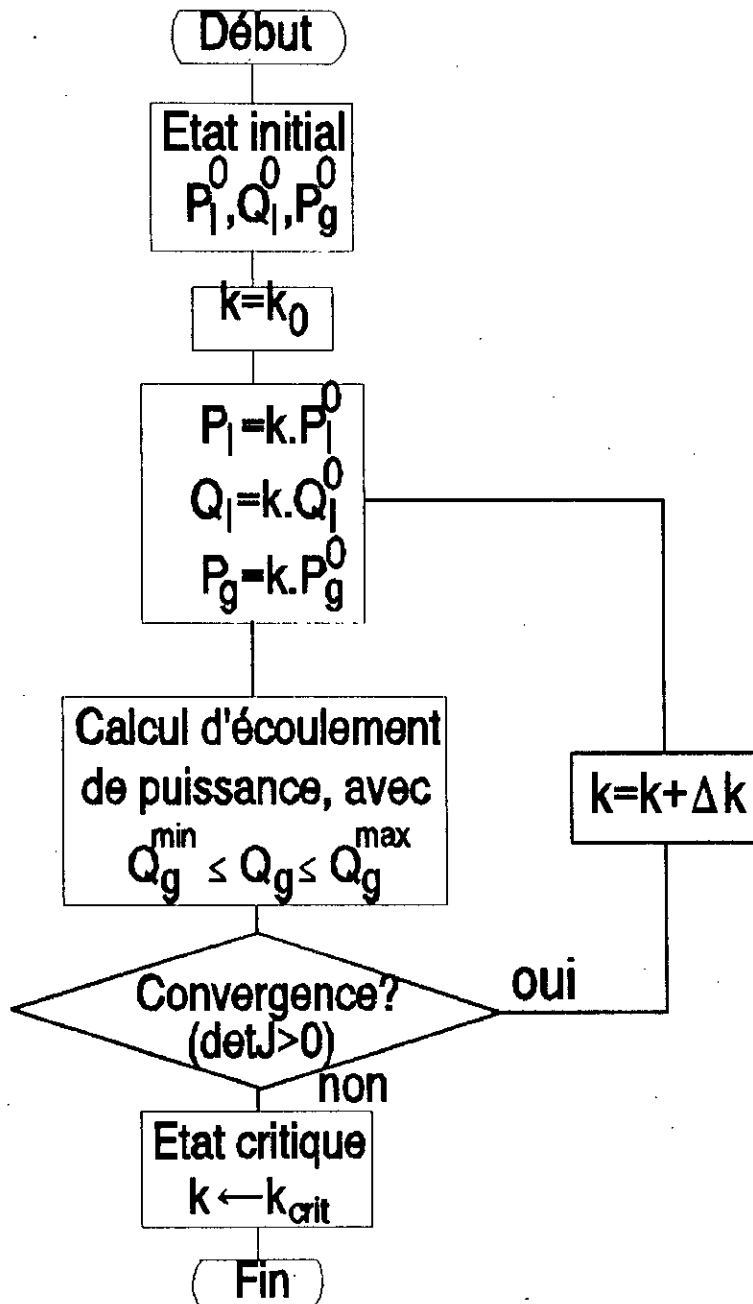 Début
Etat initial
P_l^0,Q_l^0,P_g^0
k=k_0
P_l=k.P_l^0
Q_l=k.Q_l^0
P_g=k.P_g^0
Calcul d'écoulement
de puissance, avec
Q_g^min ≤ Q_g ≤ Q_g^max
k=k+Δk
Convergence?
(detJ>0)
oui
non
Etat critique
k←k_crit
Fin